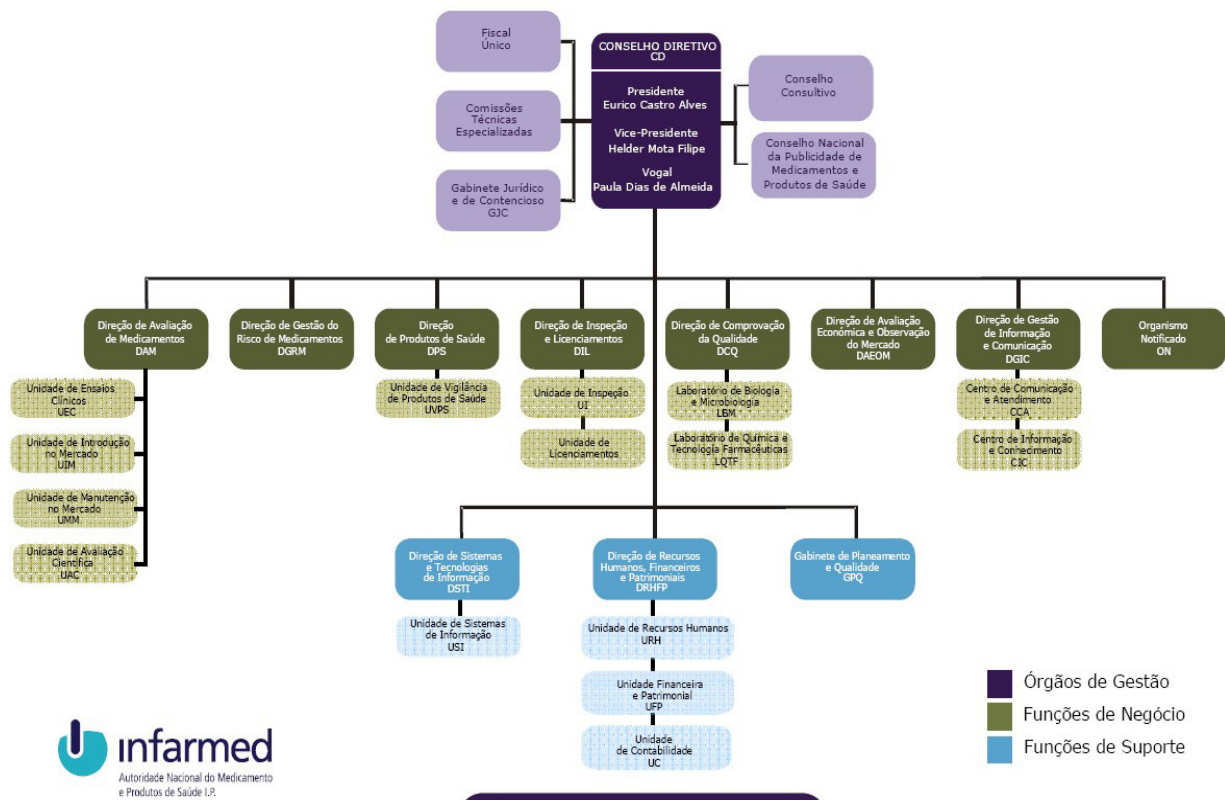 Fiscal
Único
Comissões
Técnicas
Especializadas
Gabinete Jurídico
e de Contencioso
GJC
CONSELHO DIRETIVO
CD
Presidente
Eurico Castro Alves
Vice-Presidente
Helder Mota Filipe
Vogal
Paula Dias de Almeida
Conselho
Consultivo
Conselho Nacional
da Publicidade de
Medicamentos e
Produtos de Saúde
Direção de Avaliação
de Medicamentos
DAM
Direção de Gestão do
Risco de Medicamentos
DGRM
Direção
de Produtos de Saúde
DPS
Direção de Inspeção
e Licenciamentos
DIL
Direção de Comprovação
da Qualidade
DCQ
Direção de Avaliação
Económica e Observação
do Mercado
DAEOM
Direção de Gestão
de Informação
e Comunicação
DGIC
Organismo
Notificado
ON
Unidade de Ensaios
Clínicos
UEC
Unidade de Introdução
no Mercado
UIM
Unidade de Manutenção
no Mercado
UMM
Unidade de Avaliação
Científica
UAC
Unidade de Vigilância
de Produtos de Saúde
UVPS
Unidade de Inspeção
UI
Unidade de
Licenciamentos
Laboratório de Biologia
e Microbiologia
LBM
Laboratório de Química e
Tecnologia Farmacêuticas
LQTF
Centro de Comunicação
e Atendimento
CCA
Centro de Informação
e Conhecimento
CIC
Direção de Sistemas
e Tecnologias
de Informação
DSTI
Direção de Recursos
Humanos, Financeiros
e Patrimoniais
DRHFP
Gabinete de Planeamento
e Qualidade
GPQ
Unidade de Sistemas
de Informação
USI
Unidade de Recursos Humanos
URH
Unidade Financeira
e Patrimonial
UFP
Unidade
de Contabilidade
UC
Órgãos de Gestão
Funções de Negócio
Funções de Suporte
infarmed
Autoridade Nacional do Medicamento
e Produtos de Saúde I.P.